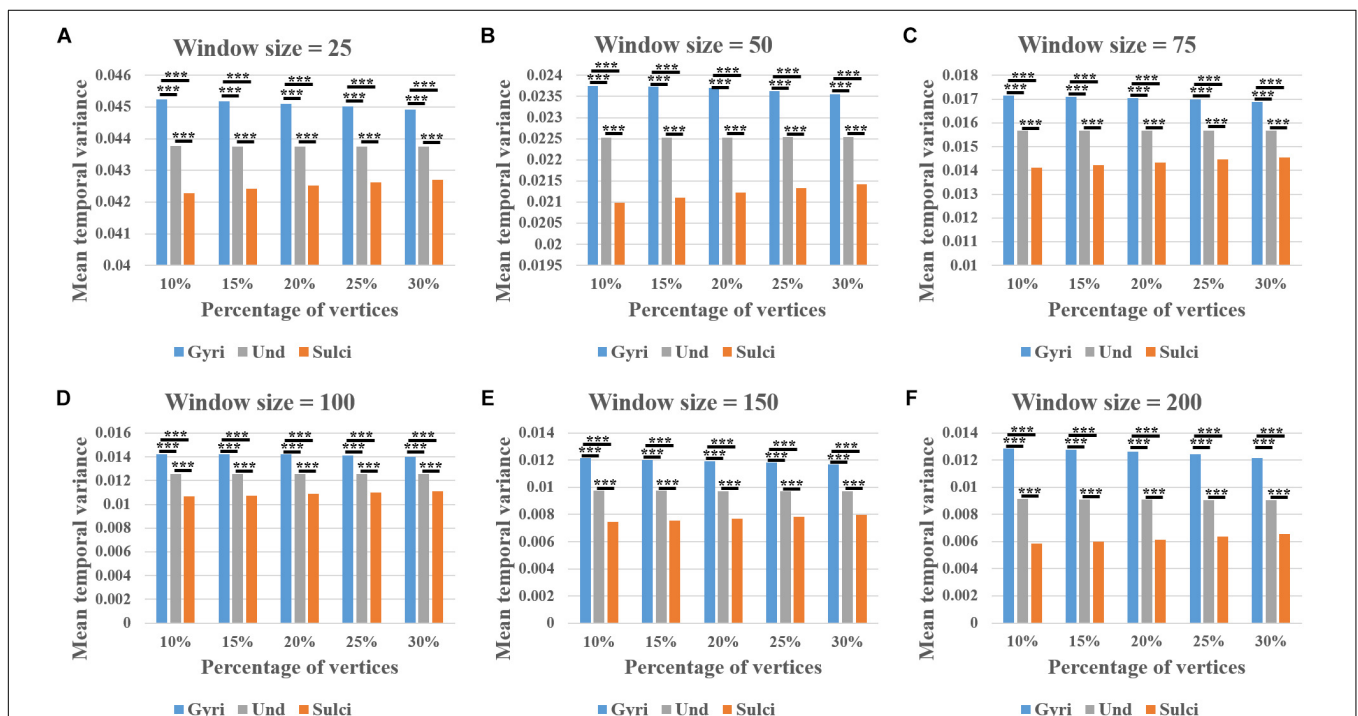 A
Window size = 25
*** *** *** *** ***
*** *** *** *** ***
*** *** *** *** ***
Mean temporal variance
0.046
0.045
0.044
0.043
0.042
0.041
0.04
10% 15% 20% 25% 30%
Percentage of vertices
Gyri Und Sulci
B
Window size = 50
*** *** *** *** ***
*** *** *** *** ***
*** *** *** *** ***
Mean temporal variance
0.024
0.0235
0.023
0.0225
0.022
0.0215
0.021
0.0205
0.02
0.0195
10% 15% 20% 25% 30%
Percentage of vertices
Gyri Und Sulci
C
Window size = 75
*** *** *** *** ***
*** *** *** *** ***
*** *** *** *** ***
Mean temporal variance
0.018
0.017
0.016
0.015
0.014
0.013
0.012
0.011
0.01
10% 15% 20% 25% 30%
Percentage of vertices
Gyri Und Sulci
D
Window size = 100
*** *** *** *** ***
*** *** *** *** ***
*** *** *** *** ***
Mean temporal variance
0.016
0.014
0.012
0.01
0.008
0.006
0.004
0.002
0
10% 15% 20% 25% 30%
Percentage of vertices
Gyri Und Sulci
E
Window size = 150
*** *** *** *** ***
*** *** *** *** ***
*** *** *** *** ***
Mean temporal variance
0.014
0.012
0.01
0.008
0.006
0.004
0.002
0
10% 15% 20% 25% 30%
Percentage of vertices
Gyri Und Sulci
F
Window size = 200
*** *** *** *** ***
*** *** *** *** ***
*** *** *** *** ***
Mean temporal variance
0.014
0.012
0.01
0.008
0.006
0.004
0.002
0
10% 15% 20% 25% 30%
Percentage of vertices
Gyri Und Sulci